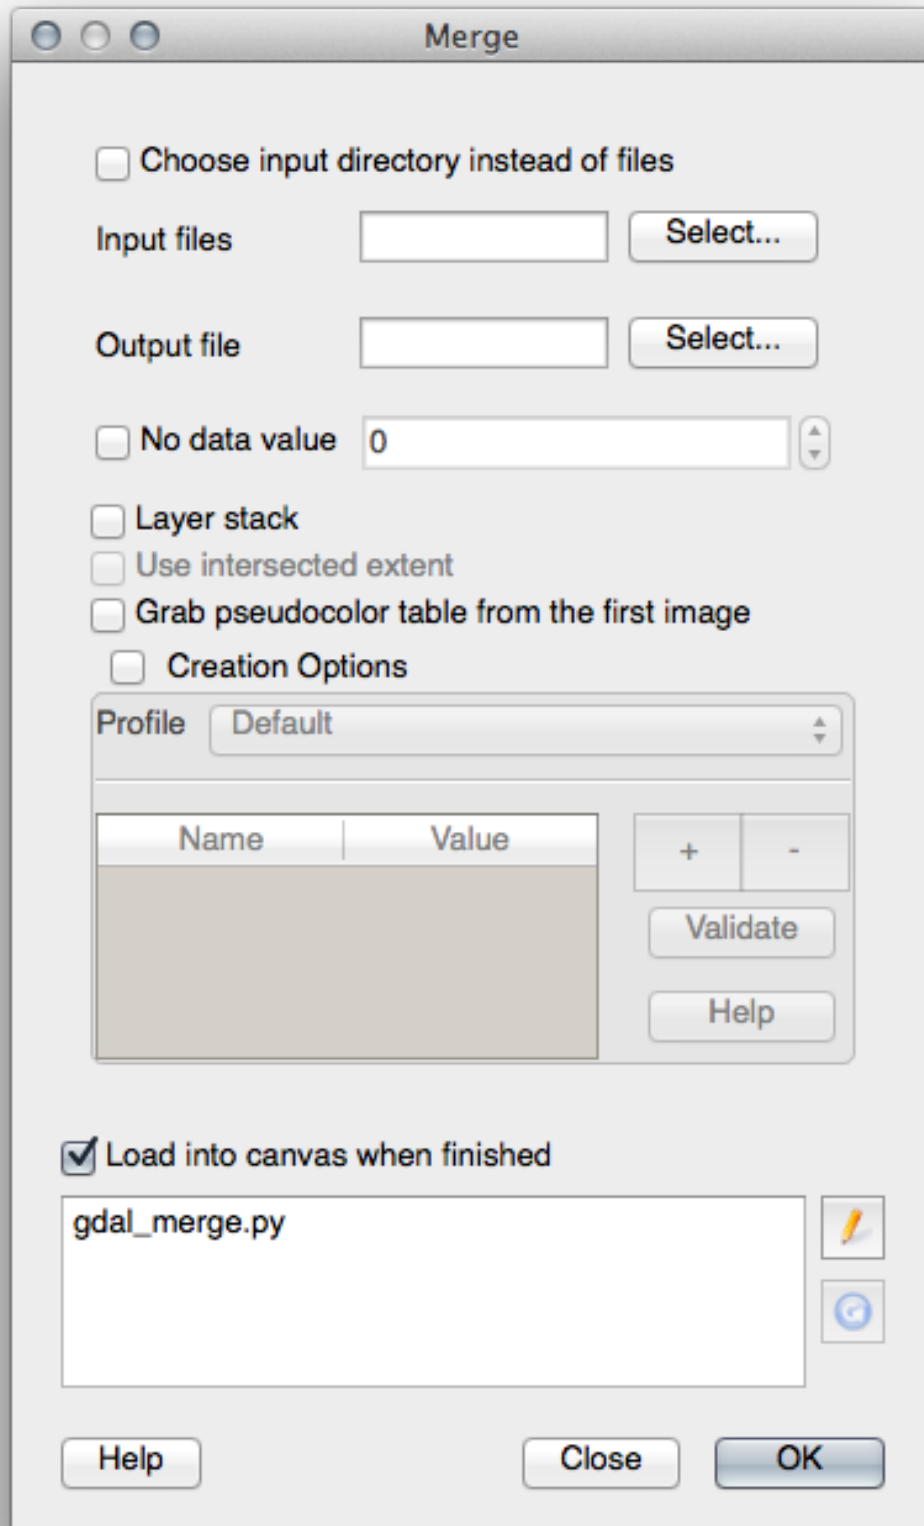 Merge
Choose input directory instead of files
Input files Select...
Output file Select...
No data value 0
Layer stack
Use intersected extent
Grab pseudocolor table from the first image
Creation Options
Profile Default
Name Value + -
Validate
Help
Load into canvas when finished
gdal_merge.py
Help Close OK